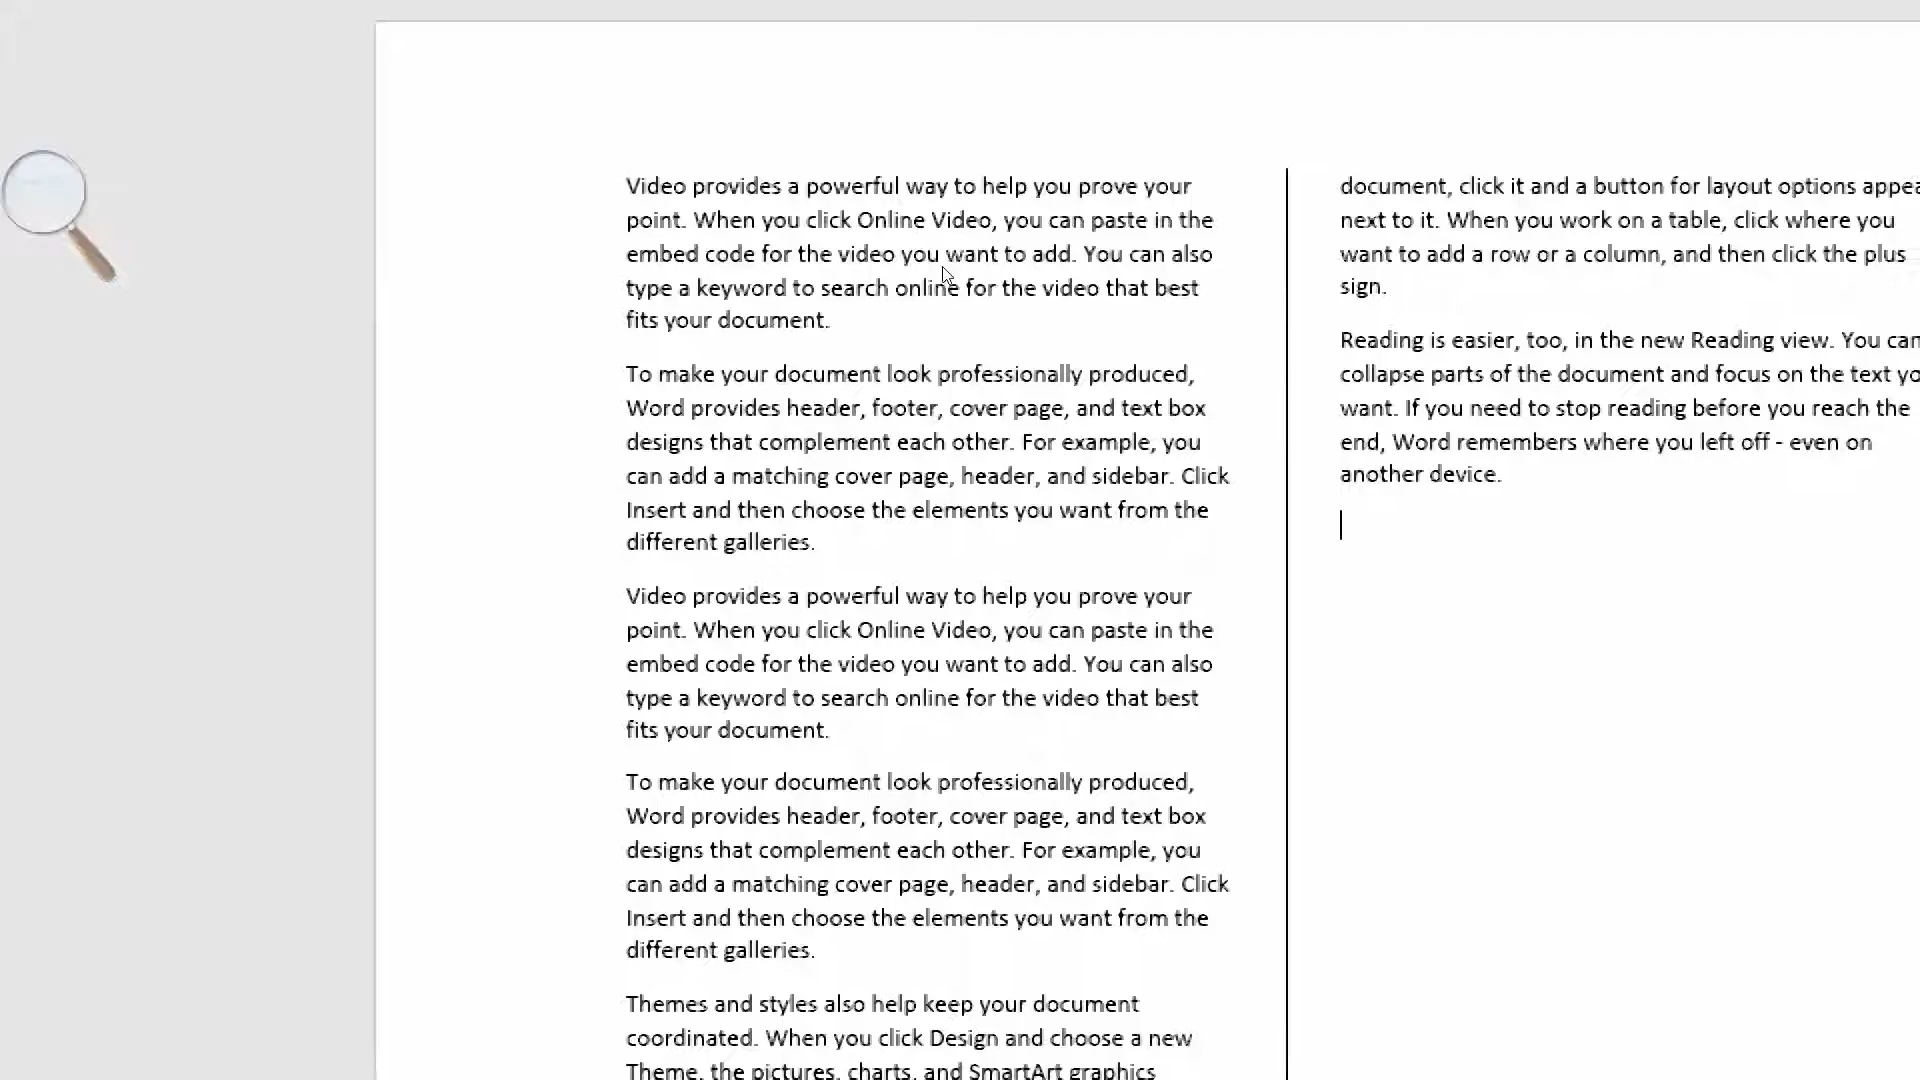 Video provides a powerful way to help you prove your
point. When you click Online Video, you can paste in the
embed code for the video you want to add. You can also
type a keyword to search online for the video that best
fits your document.
To make your document look professionally produced,
Word provides header, footer, cover page, and text box
designs that complement each other. For example, you
can add a matching cover page, header, and sidebar. Click
Insert and then choose the elements you want from the
different galleries.
Video provides a powerful way to help you prove your
point. When you click Online Video, you can paste in the
embed code for the video you want to add. You can also
type a keyword to search online for the video that best
fits your document.
To make your document look professionally produced,
Word provides header, footer, cover page, and text box
designs that complement each other. For example, you
can add a matching cover page, header, and sidebar. Click
Insert and then choose the elements you want from the
different galleries.
Themes and styles also help keep your document
coordinated. When you click Design and choose a new
Theme, the pictures, charts, and SmartArt graphics
document, click it and a button for layout options appea
next to it. When you work on a table, click where you
want to add a row or a column, and then click the plus
sign.
Reading is easier, too, in the new Reading view. You can
collapse parts of the document and focus on the text yo
want. If you need to stop reading before you reach the
end, Word remembers where you left off - even on
another device.